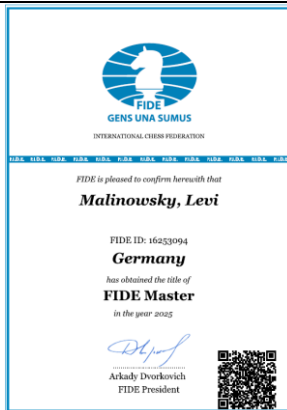 FIDE
GENS UNA SUMUS
INTERNATIONAL CHESS FEDERATION
F.I.D.E. F.I.D.E. F.I.D.E. F.I.D.E. F.I.D.E. F.I.D.E. F.I.D.E. F.I.D.E. F.I.D.E.
FIDE is pleased to confirm herewith that
Malinowsky, Levi
FIDE ID: 16253094
Germany
has obtained the title of
FIDE Master
in the year 2025
Arkady Dvorkovich
FIDE President